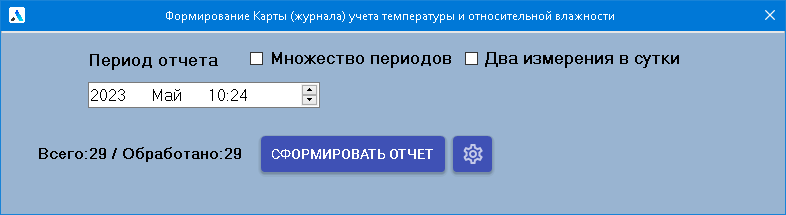 Формирование Карты (журнала) учета температуры и относительной влажности
Период отчета Множество периодов Два измерения в сутки
2023 Май 10:24
Всего:29 / Обработано:29 СФОРМИРОВАТЬ ОТЧЕТ